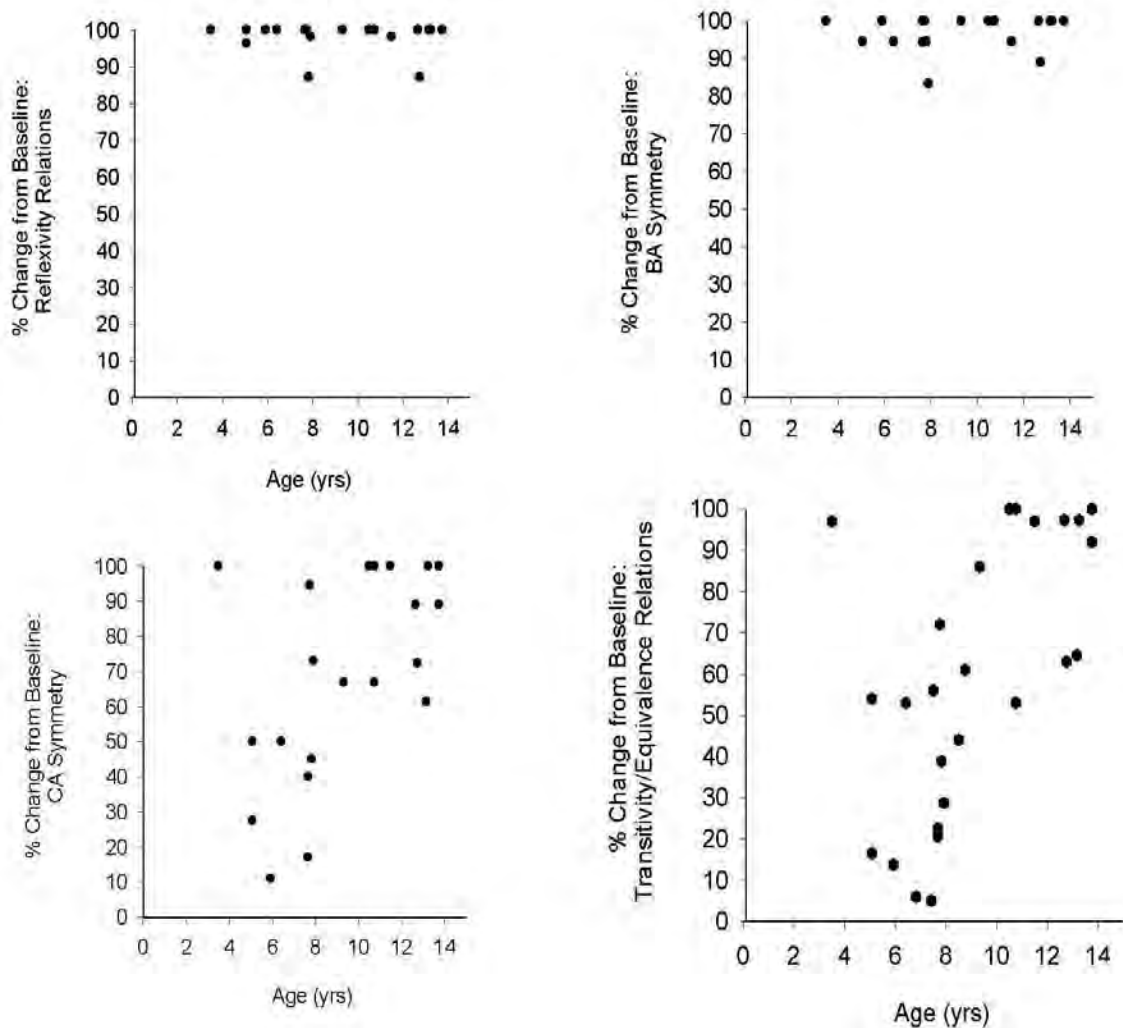 % Change from Baseline:
Reflexivity Relations
100
90
80
70
60
50
40
30
20
10
0
0 2 4 6 8 10 12 14
Age (yrs)
% Change from Baseline:
BA Symmetry
100
90
80
70
60
50
40
30
20
10
0
0 2 4 6 8 10 12 14
% Change from Baseline:
CA Symmetry
100
90
80
70
60
50
40
30
20
10
0
0 2 4 6 8 10 12 14
Age (yrs)
% Change from Baseline:
Transitivity/Equivalence Relations
100
90
80
70
60
50
40
30
20
10
0
0 2 4 6 8 10 12 14
Age (yrs)